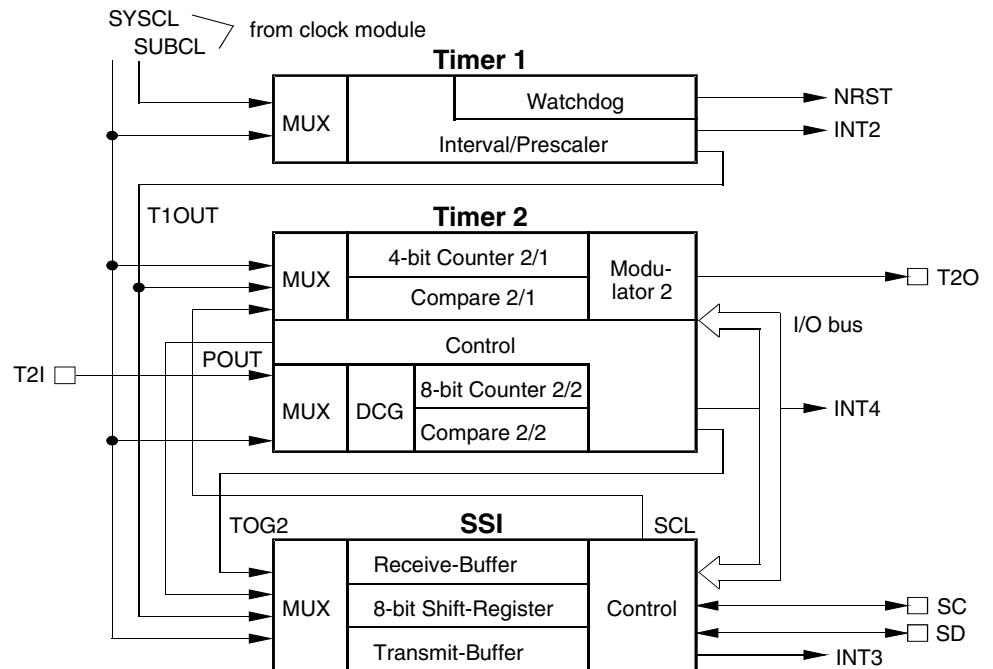 SYSCL
SUBCL
from clock module
Timer 1
MUX
Watchdog
Interval/Prescaler
NRST
INT2
T1OUT
Timer 2
MUX
4-bit Counter 2/1
Compare 2/1
Modu-
lator 2
T2O
I/O bus
POUT
Control
T2I
MUX
DCG
8-bit Counter 2/2
Compare 2/2
INT4
TOG2
SSI
SCL
MUX
Receive-Buffer
8-bit Shift-Register
Transmit-Buffer
Control
SC
SD
INT3